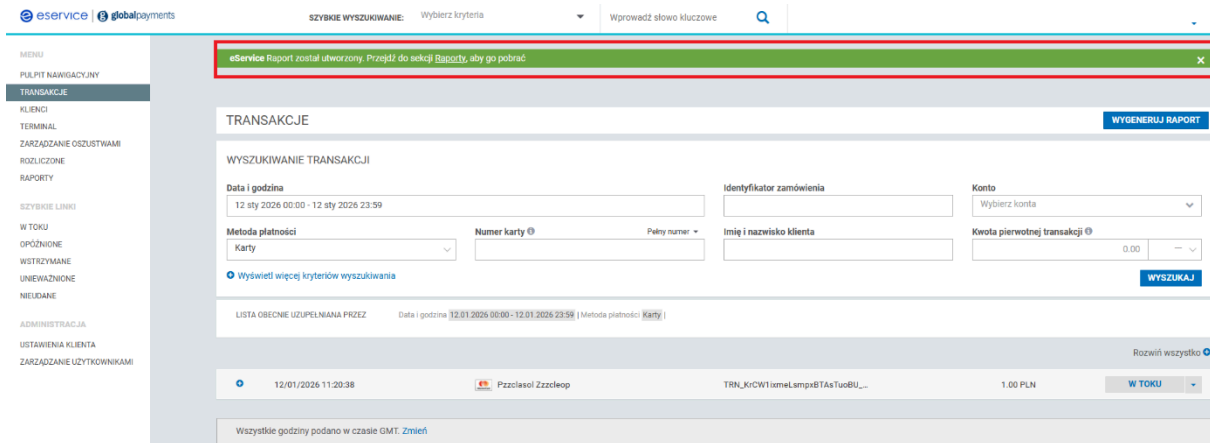 eservice | globalpayments
SZYBKIE WYSZUKIWANIE: Wybierz kryteria Wprowadź słowo kluczowe
MENU
PULPIT NAWIGACYJNY
TRANSAKCJE
KLIENCI
TERMINAL
ZARZĄDZANIE OSZUSTWAMI
ROZLICZONE
RAPORTY
SZYBKIE LINKI
W TOKU
OPÓŹNIONE
WSTRZYMANE
UNIEWAŻNIONE
NIEUDANE
ADMINISTRACJA
USTAWIENIA KLIENTA
ZARZĄDZANIE UŻYTKOWNIKAMI
eService Raport został utworzony. Przejdź do sekcji Raporty, aby go pobrać
TRANSAKCJE WYGENERUJ RAPORT
WYSZUKIWANIE TRANSAKCJI
Data i godzina Identyfikator zamówienia Konto
12 sty 2026 00:00 - 12 sty 2026 23:59 Wybierz konta
Metoda płatności Numer karty Pełny numer Imię i nazwisko klienta Kwota pierwotnej transakcji
Karty 0.00 —
Wyświetl więcej kryteriów wyszukiwania WYSZUKAJ
LISTA OBECNIE UZUPEŁNIANA PRZEZ Data i godzina 12.01.2026 00:00 - 12.01.2026 23:59 | Metoda płatności Karty |
Rozwiń wszystko
12/01/2026 11:20:38 Pzzclasol Zzzcleop TRN_KrCW1ixmeLsmpxBTAsTuoBU_... 1.00 PLN W TOKU
Wszystkie godziny podano w czasie GMT. Zmień